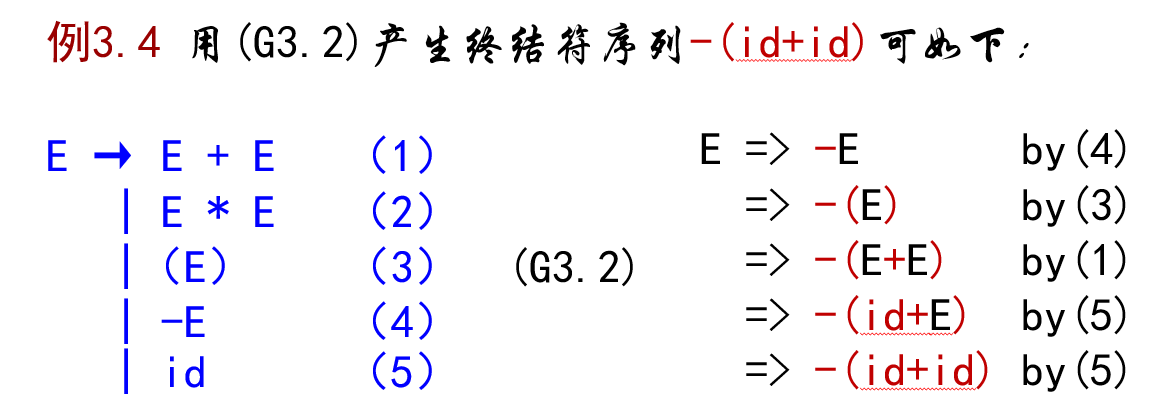 例3.4 用(G3.2)产生终结符序列-(id+id)可如下:
E → E + E (1)
| E * E (2)
| (E) (3)
| -E (4)
| id (5)
(G3.2)
E => -E by(4)
=> -(E) by(3)
=> -(E+E) by(1)
=> -(id+E) by(5)
=> -(id+id) by(5)